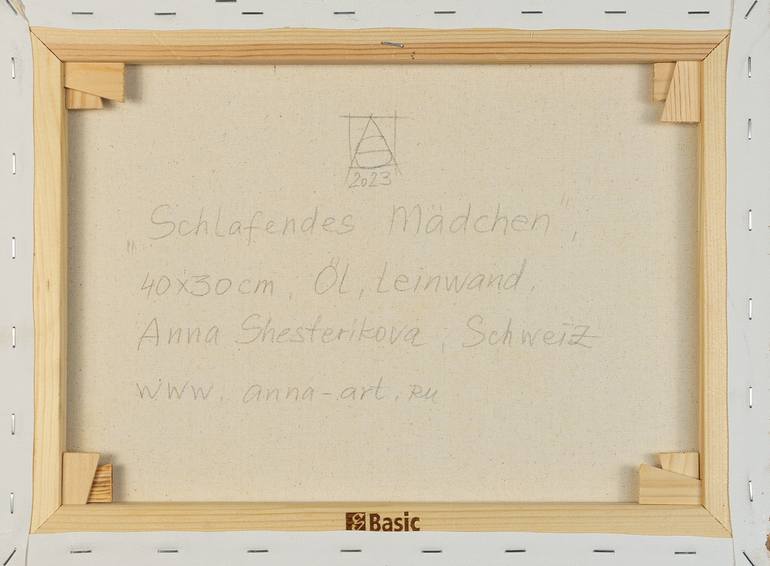 2023
„Schlafendes Mädchen",
40x30cm, Öl, Leinwand,
Anna Shesterikova, Schweiz
www.anna-art.ru
Basic